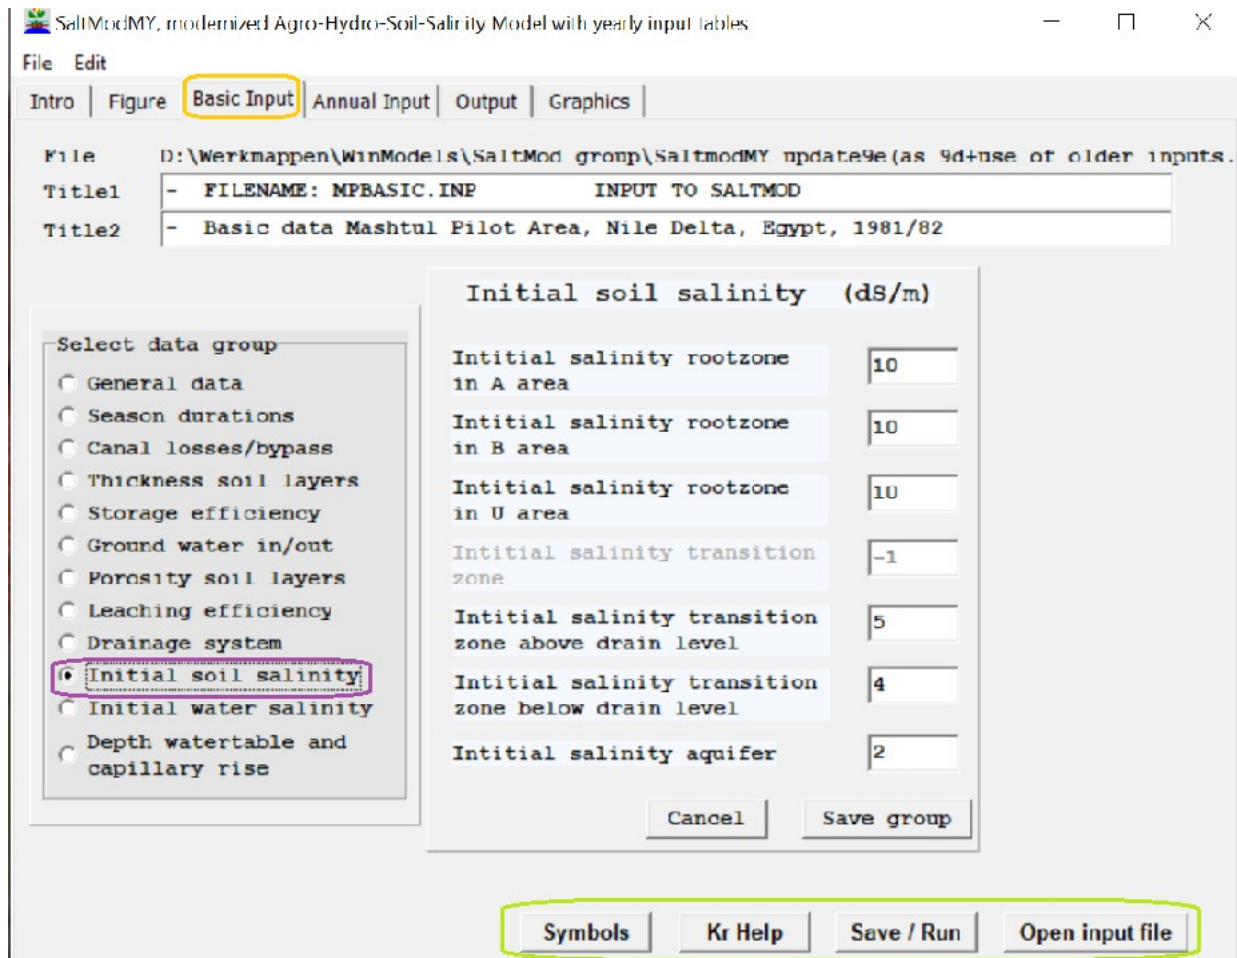 SaltModMY, modernized Agro-Hydro-Soil-Salinity Model with yearly input tables
File Edit
Intro Figure Basic Input Annual Input Output Graphics
File D:\Werkmappen\WinModels\SaltMod group\SaltmodMY update9e(as 9d+use of older inputs.
Title1 - FILENAME: MPBASIC.INP INPUT TO SALTMOD
Title2 - Basic data Mashtul Pilot Area, Nile Delta, Egypt, 1981/82
Select data group
General data
Season durations
Canal losses/bypass
Thickness soil layers
Storage efficiency
Ground water in/out
Porosity soil layers
Leaching efficiency
Drainage system
Initial soil salinity
Initial water salinity
Depth watertable and
capillary rise
Initial soil salinity (dS/m)
Intitial salinity rootzone
in A area
10
Intitial salinity rootzone
in B area
10
Intitial salinity rootzone
in U area
10
Intitial salinity transition
zone
-1
Intitial salinity transition
zone above drain level
5
Intitial salinity transition
zone below drain level
4
Intitial salinity aquifer
2
Cancel Save group
Symbols Kr Help Save / Run Open input file